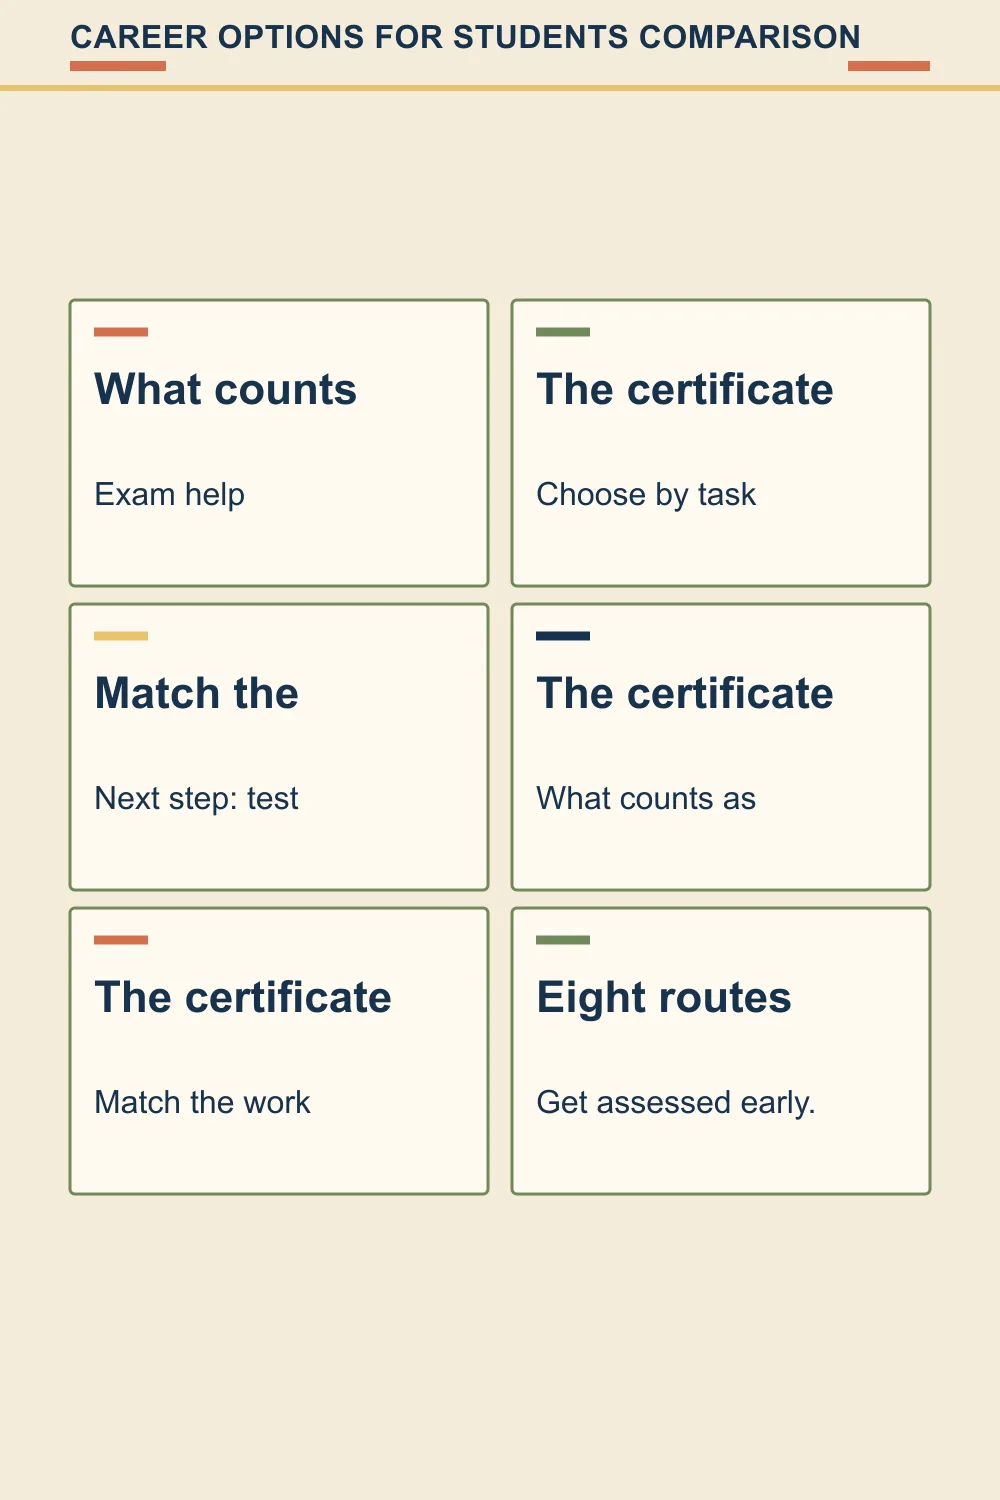 CAREER OPTIONS FOR STUDENTS COMPARISON
What counts
Exam help
The certificate
Choose by task
Match the
Next step: test
The certificate
What counts as
The certificate
Match the work
Eight routes
Get assessed early.